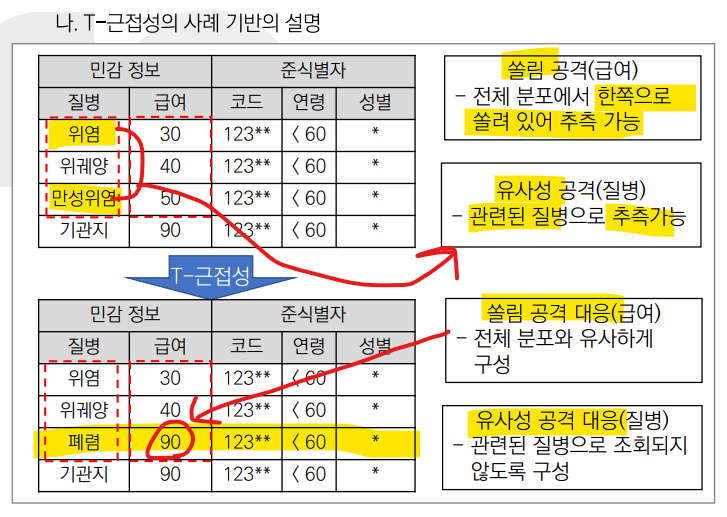 나. T-근접성의 사례 기반의 설명
민감 정보 준식별자
질병 급여 코드 연령 성별
위염 30 123** < 60 *
위궤양 40 123** < 60 *
만성위염 50 123** < 60 *
기관지 90 123** < 60 *
쏠림 공격(급여)
- 전체 분포에서 한쪽으로
쏠려 있어 추측 가능
유사성 공격(질병)
- 관련된 질병으로 추측가능
T-근접성
민감 정보 준식별자
질병 급여 코드 연령 성별
위염 30 123** < 60 *
위궤양 40 123** < 60 *
폐렴 90 123** < 60 *
기관지 90 123** < 60 *
쏠림 공격 대응(급여)
- 전체 분포와 유사하게
구성
유사성 공격 대응(질병)
- 관련된 질병으로 조회되지
않도록 구성